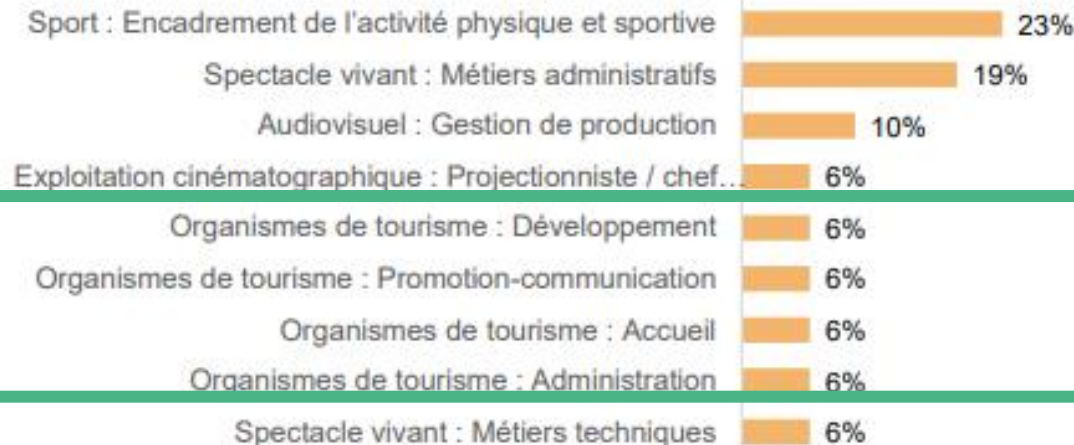 Sport : Encadrement de l'activité physique et sportive 23%
Spectacle vivant : Métiers administratifs 19%
Audiovisuel : Gestion de production 10%
Exploitation cinématographique : Projectionniste / chef... 6%
Organismes de tourisme : Développement 6%
Organismes de tourisme : Promotion-communication 6%
Organismes de tourisme : Accueil 6%
Organismes de tourisme : Administration 6%
Spectacle vivant : Métiers techniques 6%